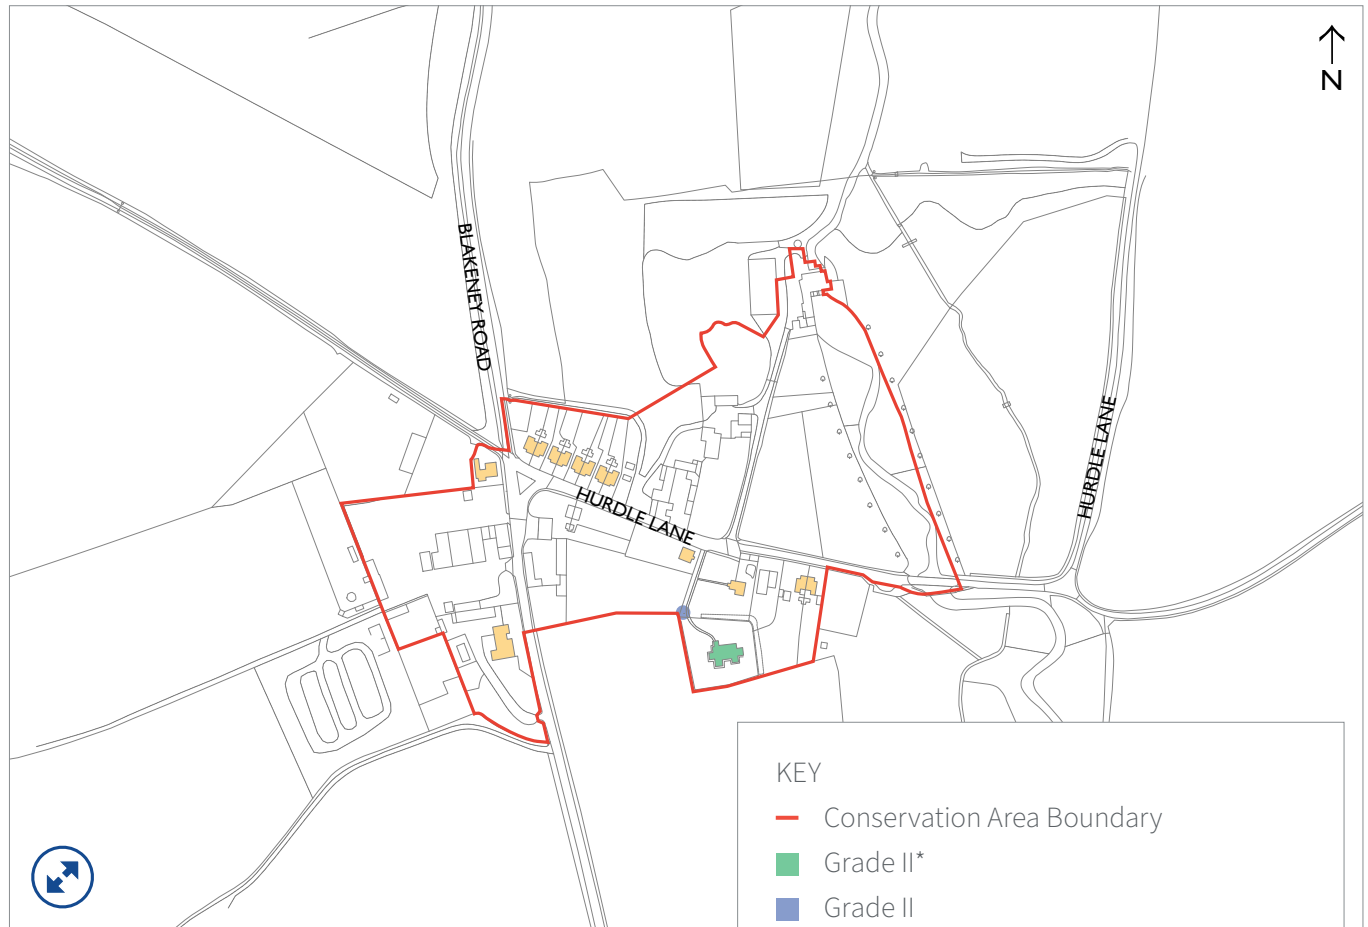 N
BLAKENEY ROAD
HURDLE LANE
HURDLE LANE
KEY
Conservation Area Boundary
Grade II*
Grade II